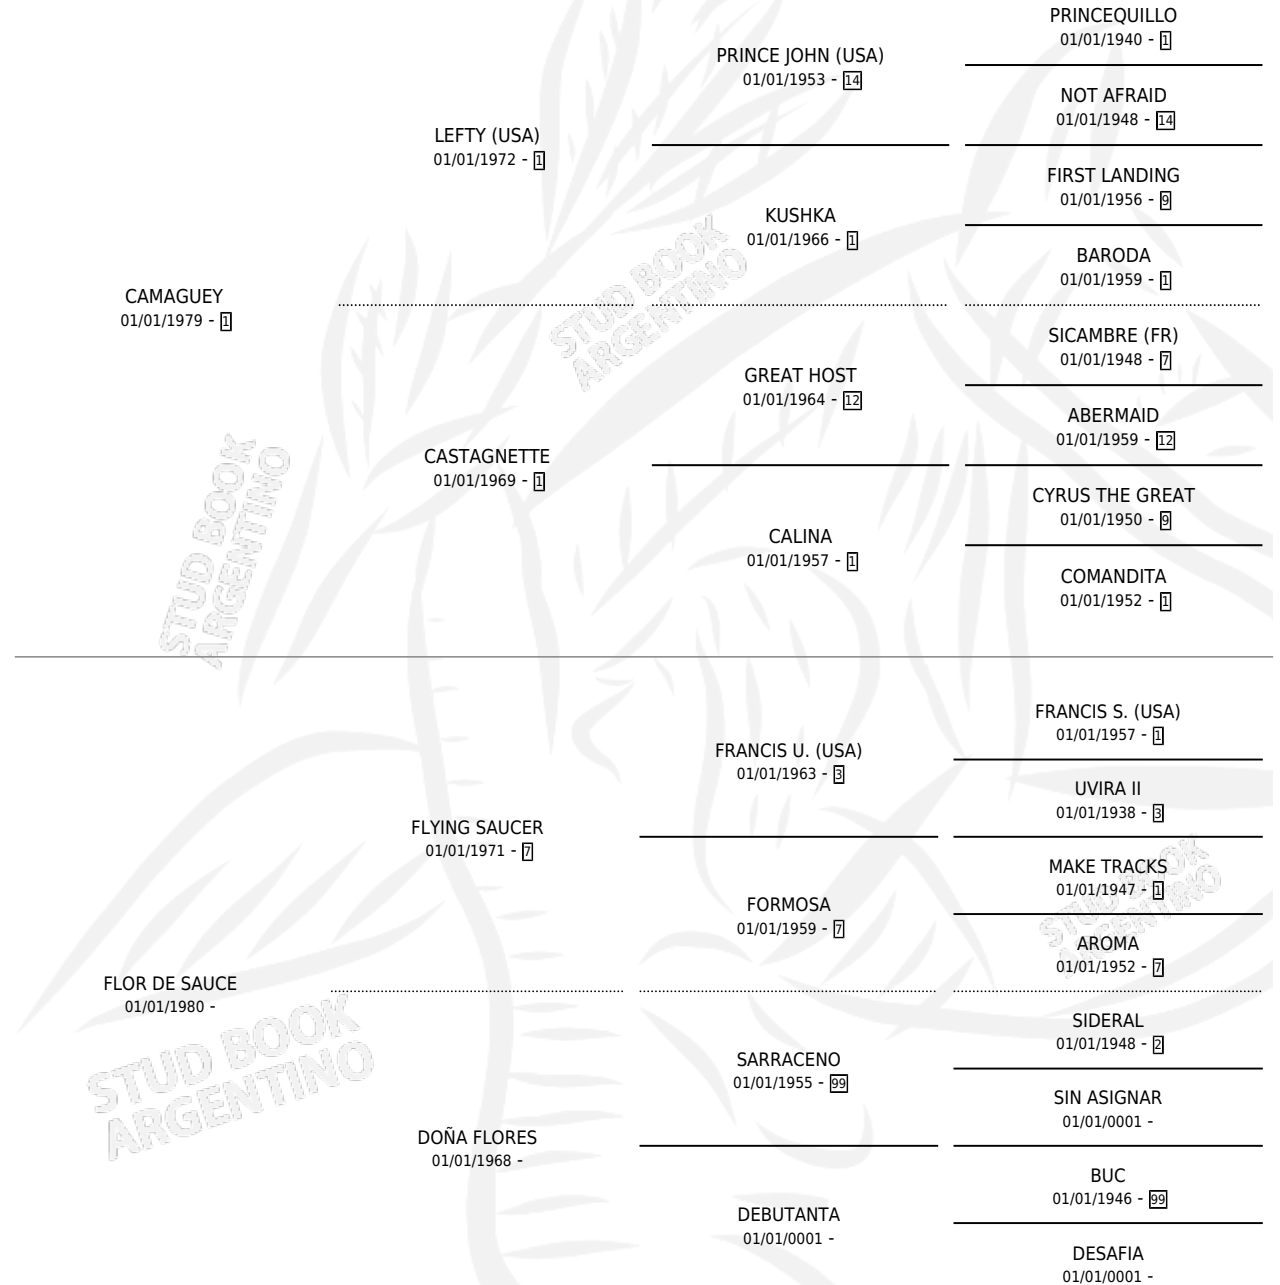 PRINCEQUILLO
01/01/1940 - 1
PRINCE JOHN (USA)
01/01/1953 - 14
NOT AFRAID
01/01/1948 - 14
LEFTY (USA)
01/01/1972 - 1
FIRST LANDING
01/01/1956 - 9
KUSHKA
01/01/1966 - 1
BARODA
01/01/1959 - 1
CAMAGUEY
01/01/1979 - 1
SICAMBRE (FR)
01/01/1948 - 7
GREAT HOST
01/01/1964 - 12
ABERMAID
01/01/1959 - 12
CASTAGNETTE
01/01/1969 - 1
CYRUS THE GREAT
01/01/1950 - 9
CALINA
01/01/1957 - 1
COMANDITA
01/01/1952 - 1
STUD BOOK
ARGENTINO
STUD BOOK
ARGENTINO
FRANCIS S. (USA)
01/01/1957 - 1
FRANCIS U. (USA)
01/01/1963 - 3
UVIRA II
01/01/1938 - 3
FLYING SAUCER
01/01/1971 - 7
MAKE TRACKS
01/01/1947 - 1
FORMOSA
01/01/1959 - 7
AROMA
01/01/1952 - 7
FLOR DE SAUCE
01/01/1980 -
SIDERAL
01/01/1948 - 2
SARRACENO
01/01/1955 - 99
SIN ASIGNAR
01/01/0001 -
DOÑA FLORES
01/01/1968 -
BUC
01/01/1946 - 99
DEBUTANTA
01/01/0001 -
DESAFIA
01/01/0001 -
STUD BOOK
ARGENTINO
STUD BOOK
ARGENTINO